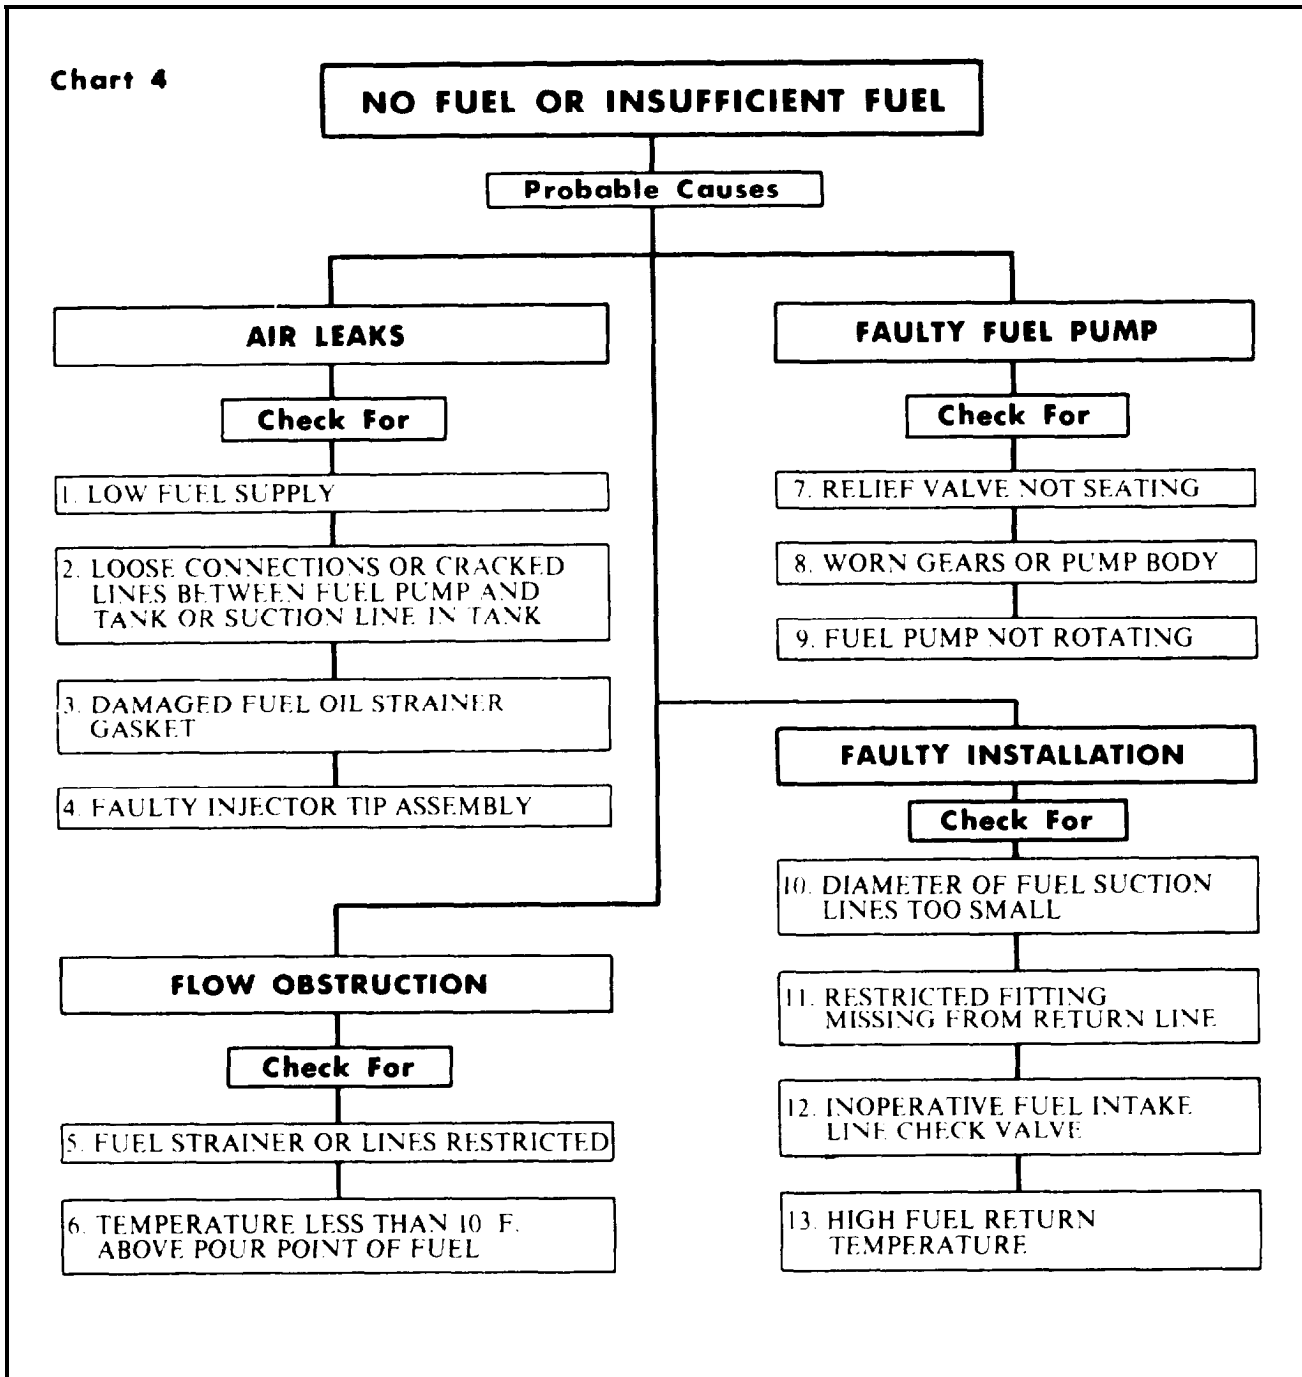 Chart 4
NO FUEL OR INSUFFICIENT FUEL
Probable Causes
AIR LEAKS
Check For
1. LOW FUEL SUPPLY
2. LOOSE CONNECTIONS OR CRACKED
LINES BETWEEN FUEL PUMP AND
TANK OR SUCTION LINE IN TANK
3. DAMAGED FUEL OIL STRAINER
GASKET
4. FAULTY INJECTOR TIP ASSEMBLY
FLOW OBSTRUCTION
Check For
5. FUEL STRAINER OR LINES RESTRICTED
6. TEMPERATURE LESS THAN 10 F.
ABOVE POUR POINT OF FUEL
FAULTY FUEL PUMP
Check For
7. RELIEF VALVE NOT SEATING
8. WORN GEARS OR PUMP BODY
9. FUEL PUMP NOT ROTATING
FAULTY INSTALLATION
Check For
10. DIAMETER OF FUEL SUCTION
LINES TOO SMALL
11. RESTRICTED FITTING
MISSING FROM RETURN LINE
12. INOPERATIVE FUEL INTAKE
LINE CHECK VALVE
13. HIGH FUEL RETURN
TEMPERATURE